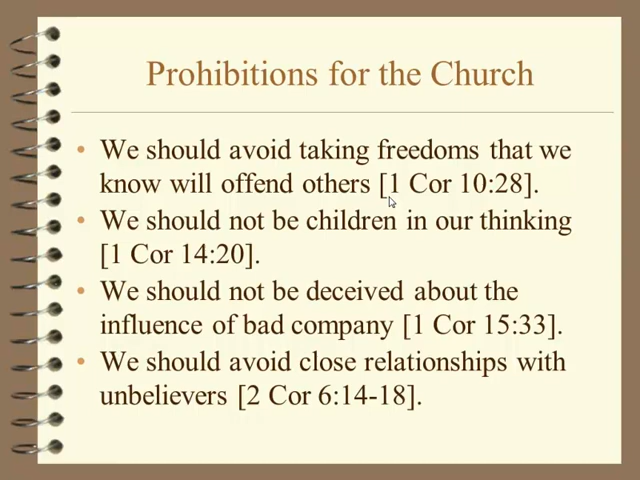 Prohibitions for the Church
• We should avoid taking freedoms that we
know will offend others [1 Cor 10:28].
• We should not be children in our thinking
[1 Cor 14:20].
• We should not be deceived about the
influence of bad company [1 Cor 15:33].
• We should avoid close relationships with
unbelievers [2 Cor 6:14-18].